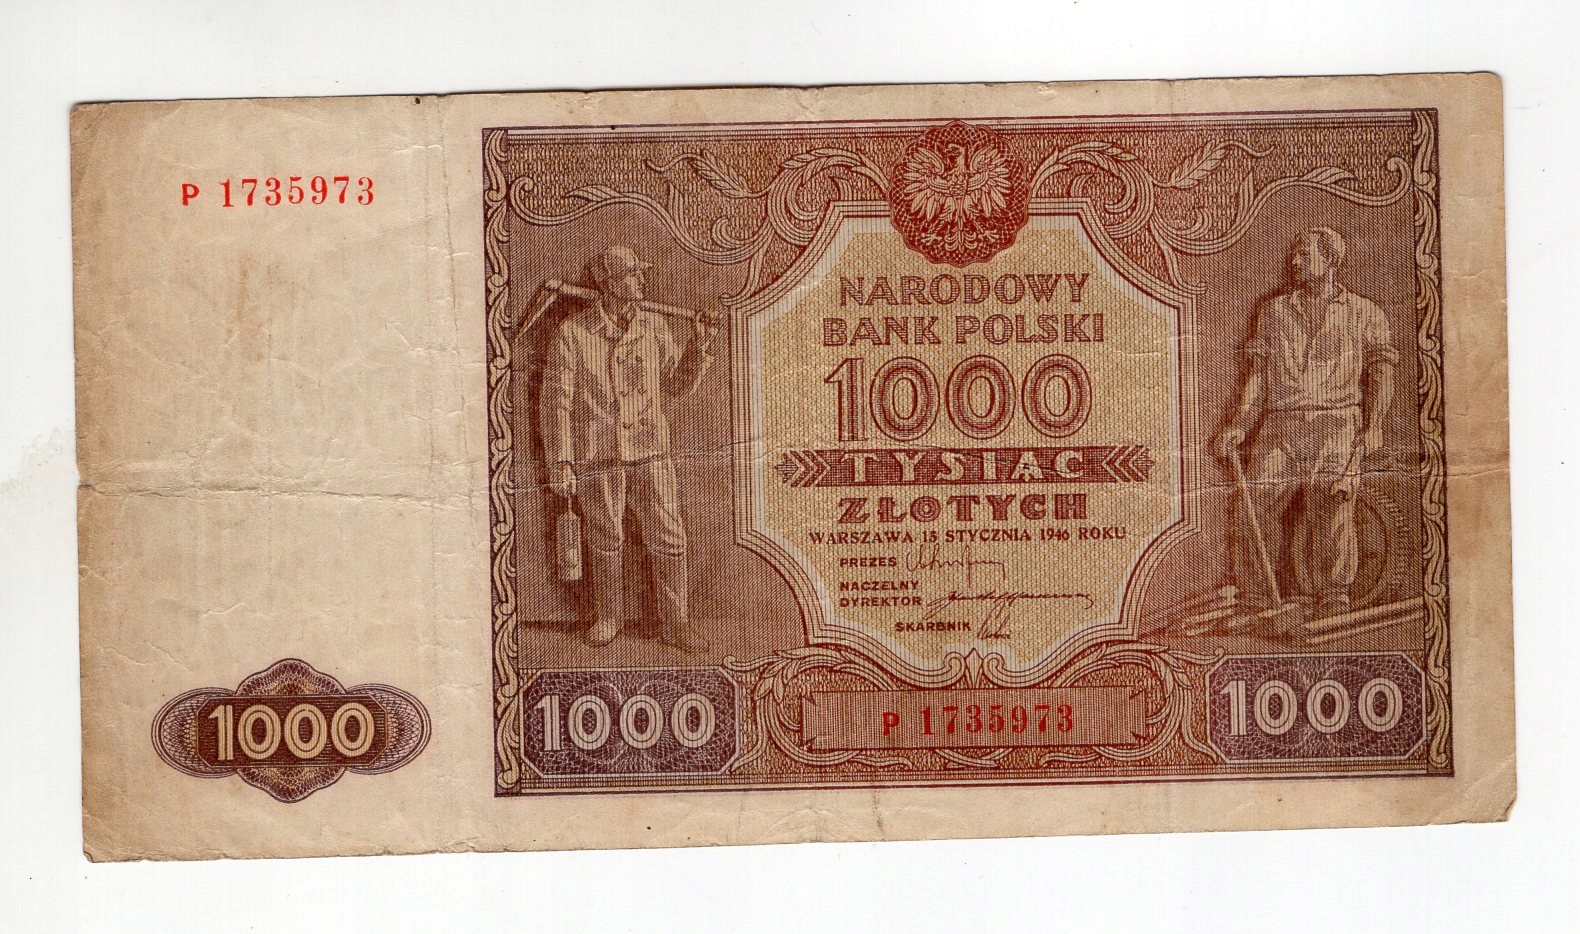 P 1735973
NARODOWY
BANK POLSKI
1000
TYSIĄC
ZŁOTYCH
WARSZAWA 15 STYCZNIA 1946 ROKU
PREZES
NACZELNY
DYREKTOR
SKARBNIK
1000
1000
P 1735973
1000